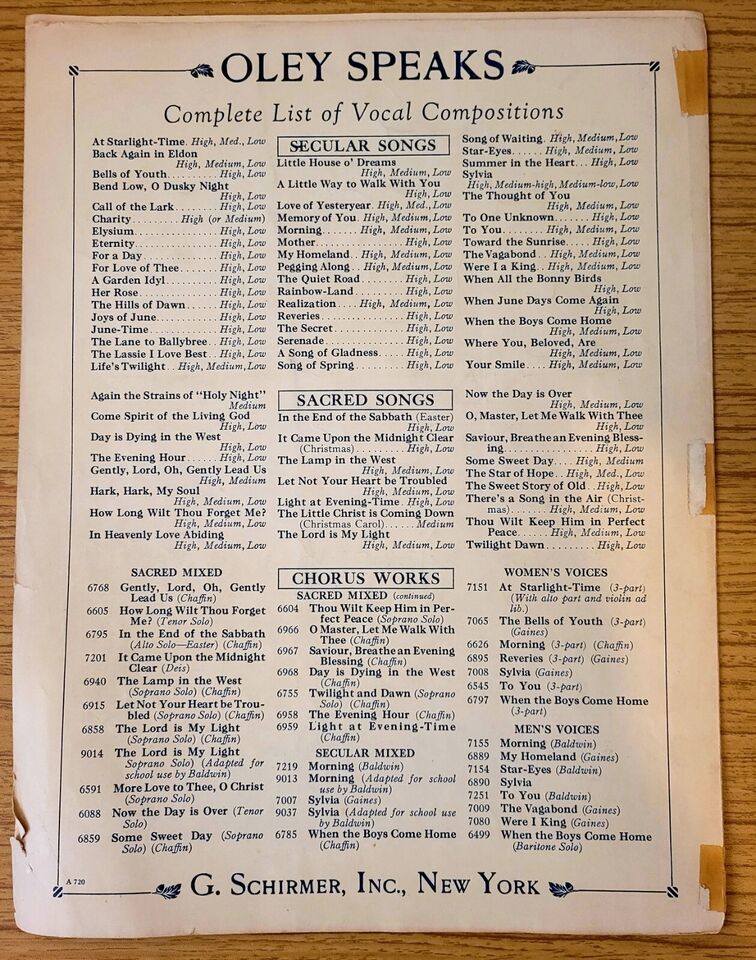 OLEY SPEAKS
Complete List of Vocal Compositions
At Starlight-Time. High, Med., Low
Back Again in Eldon
High, Medium, Low
Bells of Youth.......... High, Low
Bend Low, O Dusky Night
High, Low
Call of the Lark......... High, Low
Charity......... High (or Medium)
Elysium................. High, Low
Eternity................. High, Low
For a Day............... High, Low
For Love of Thee........ High, Low
A Garden Idyl........... High, Low
Her Rose................ High, Low
The Hills of Dawn....... High, Low
Joys of June............. High, Low
June-Time............... High, Low
The Lane to Ballybree... High, Low
The Lassie I Love Best.. High, Low
Life's Twilight.. High, Medium, Low
SECULAR SONGS
Little House o' Dreams
High, Medium, Low
A Little Way to Walk With You
High, Low
Love of Yesteryear. High, Med., Low
Memory of You. High, Medium, Low
Morning....... High, Medium, Low
Mother.................. High, Low
My Homeland.. High, Medium, Low
Pegging Along.. High, Medium, Low
The Quiet Road......... High, Low
Rainbow-Land.......... High, Low
Realization.... High, Medium, Low
Reveries................ High, Low
The Secret.............. High, Low
Serenade................ High, Low
A Song of Gladness..... High, Low
Song of Spring.......... High, Low
Song of Waiting. High, Medium, Low
Star-Eyes...... High, Medium, Low
Summer in the Heart... High, Low
Sylvia
High, Medium-high, Medium-low, Low
The Thought of You
High, Medium, Low
To One Unknown....... High, Low
To You........ High, Medium, Low
Toward the Sunrise..... High, Low
The Vagabond.. High, Medium, Low
Were I a King.. High, Medium, Low
When All the Bonny Birds
High, Low
When June Days Come Again
High, Medium, Low
When the Boys Come Home
High, Medium, Low
Where You, Beloved, Are
High, Medium, Low
Your Smile.... High, Medium, Low
Again the Strains of "Holy Night"
Medium
Come Spirit of the Living God
High, Low
Day is Dying in the West
High, Low
The Evening Hour...... High, Low
Gently, Lord, Oh, Gently Lead Us
High, Medium
Hark, Hark, My Soul
High, Medium, Low
How Long Wilt Thou Forget Me?
High, Medium, Low
In Heavenly Love Abiding
High, Medium, Low
SACRED SONGS
In the End of the Sabbath (Easter)
High, Low
It Came Upon the Midnight Clear
(Christmas)........... High, Low
The Lamp in the West
High, Medium, Low
Let Not Your Heart be Troubled
High, Medium, Low
Light at Evening-Time. High, Low
The Little Christ is Coming Down
(Christmas Carol)...... Medium
The Lord is My Light
High, Medium, Low
Now the Day is Over
High, Medium, Low
O, Master, Let Me Walk With Thee
High, Low
Saviour, Breathe an Evening Bless-
ing............ High, Medium, Low
Some Sweet Day.... High, Medium
The Star of Hope.. High, Med., Low
The Sweet Story of Old.. High, Low
There's a Song in the Air (Christ-
mas)........ High, Medium, Low
Thou Wilt Keep Him in Perfect
Peace....... High, Medium, Low
Twilight Dawn.......... High, Low
SACRED MIXED
6768 Gently, Lord, Oh, Gently
Lead Us (Chaffin)
6605 How Long Wilt Thou Forget
Me? (Tenor Solo)
6795 In the End of the Sabbath
(Alto Solo—Easter) (Chaffin)
7201 It Came Upon the Midnight
Clear (Deis)
6940 The Lamp in the West
(Soprano Solo) (Chaffin)
6915 Let Not Your Heart be Trou-
bled (Soprano Solo) (Chaffin)
6858 The Lord is My Light
(Soprano Solo) (Chaffin)
9014 The Lord is My Light
Soprano Solo) (Adapted for
school use by Baldwin)
6591 More Love to Thee, O Christ
(Soprano Solo)
6088 Now the Day is Over (Tenor
Solo)
6859 Some Sweet Day (Soprano
Solo) (Chaffin)
CHORUS WORKS
SACRED MIXED (continued)
6604 Thou Wilt Keep Him in Per-
fect Peace (Soprano Solo)
6966 O Master, Let Me Walk With
Thee (Chaffin)
6967 Saviour, Breathe an Evening
Blessing (Chaffin)
6968 Day is Dying in the West
(Chaffin)
6755 Twilight and Dawn (Soprano
Solo) (Chaffin)
6958 The Evening Hour (Chaffin)
6959 Light at Evening-Time
(Chaffin)
SECULAR MIXED
7219 Morning (Baldwin)
9013 Morning (Adapted for school
use by Baldwin)
7007 Sylvia (Gaines)
9037 Sylvia (Adapted for school use
by Baldwin)
6785 When the Boys Come Home
(Chaffin)
WOMEN'S VOICES
7151 At Starlight-Time (3-part)
(With alto part and violin ad
lib.)
7065 The Bells of Youth (3-part)
(Gaines)
6626 Morning (3-part) (Chaffin)
6895 Reveries (3-part) (Gaines)
7008 Sylvia (Gaines)
6545 To You (3-part)
6797 When the Boys Come Home
(3-part)
MEN'S VOICES
7155 Morning (Baldwin)
6889 My Homeland (Gaines)
7154 Star-Eyes (Baldwin)
6890 Sylvia
7251 To You (Baldwin)
7009 The Vagabond (Gaines)
7080 Were I King (Gaines)
6499 When the Boys Come Home
(Baritone Solo)
A 720
G. SCHIRMER, INC., NEW YORK